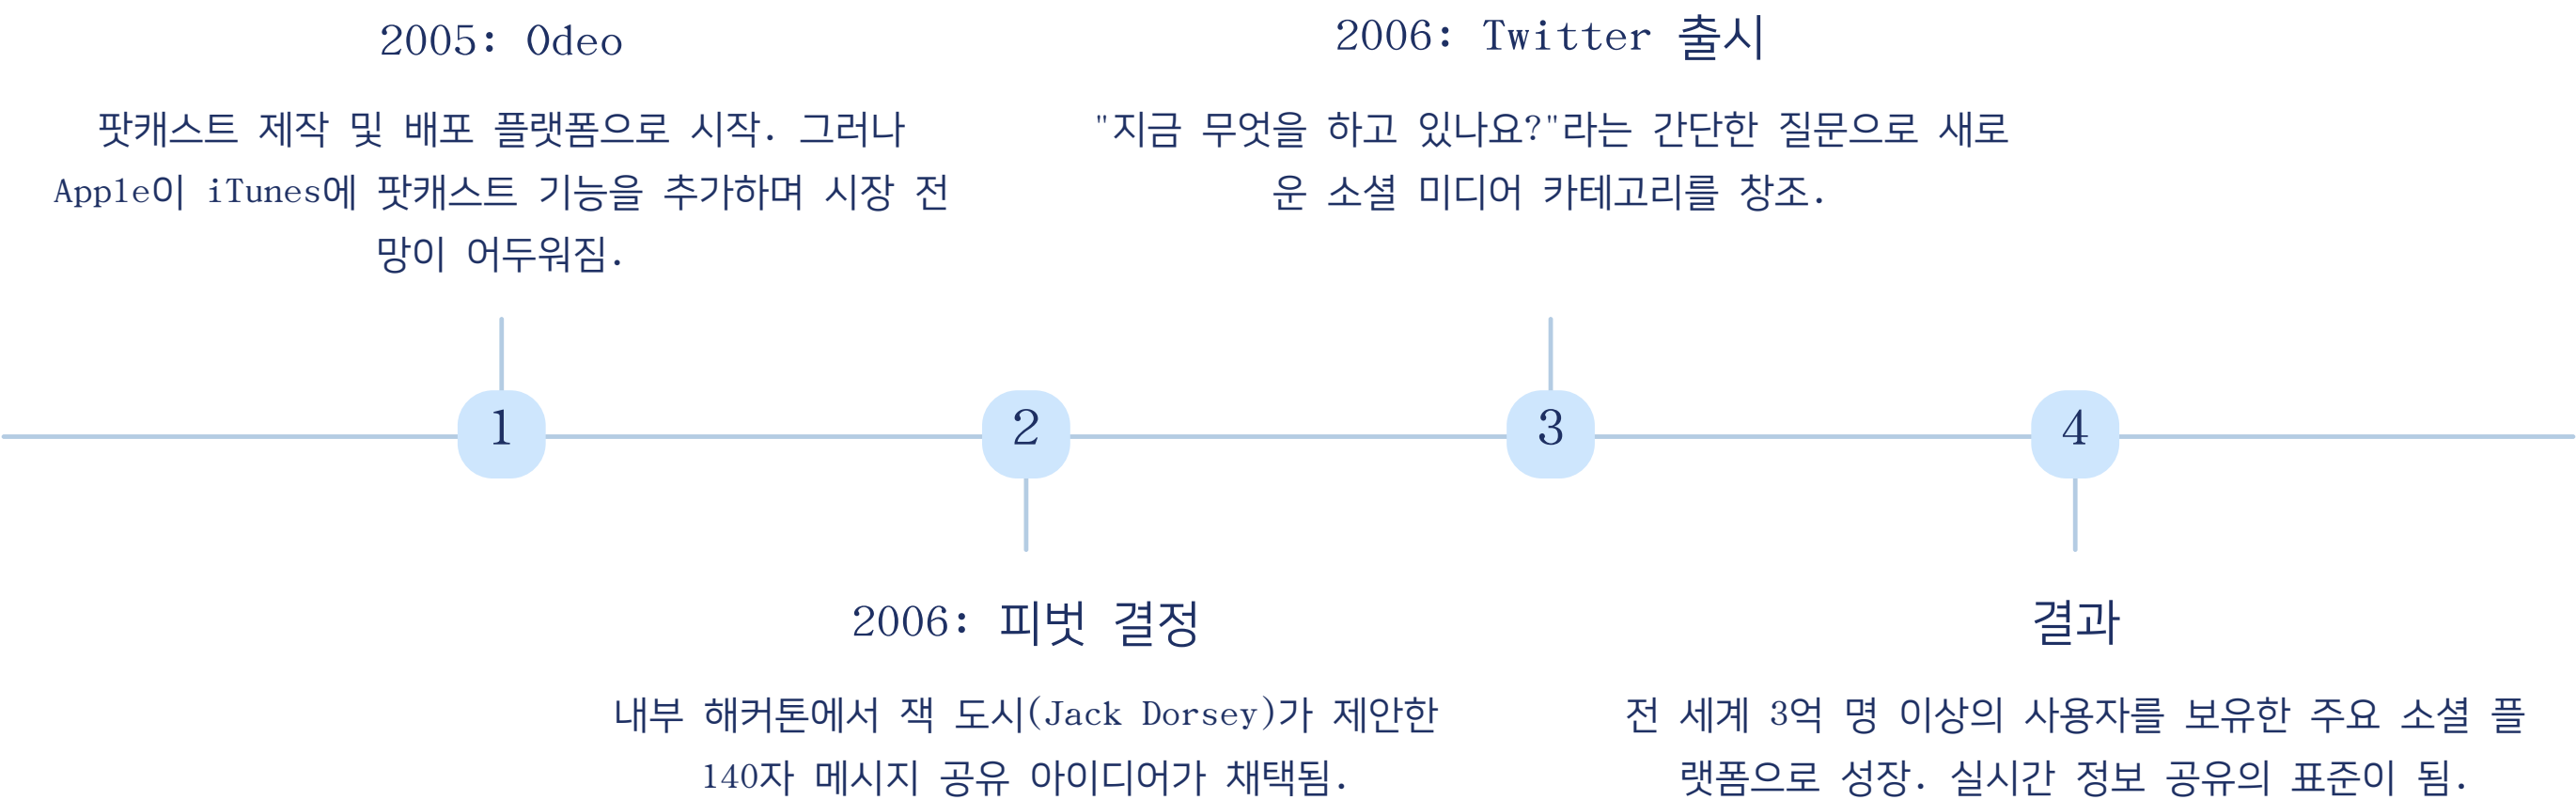 2005: Odeo
팟캐스트 제작 및 배포 플랫폼으로 시작. 그러나
Apple이 iTunes에 팟캐스트 기능을 추가하며 시장 전
망이 어두워짐.
1
2006: 피벗 결정
내부 해커톤에서 잭 도시(Jack Dorsey)가 제안한
140자 메시지 공유 아이디어가 채택됨.
2
2006: Twitter 출시
"지금 무엇을 하고 있나요?"라는 간단한 질문으로 새로
운 소셜 미디어 카테고리를 창조.
3
결과
전 세계 3억 명 이상의 사용자를 보유한 주요 소셜 플
랫폼으로 성장. 실시간 정보 공유의 표준이 됨.
4